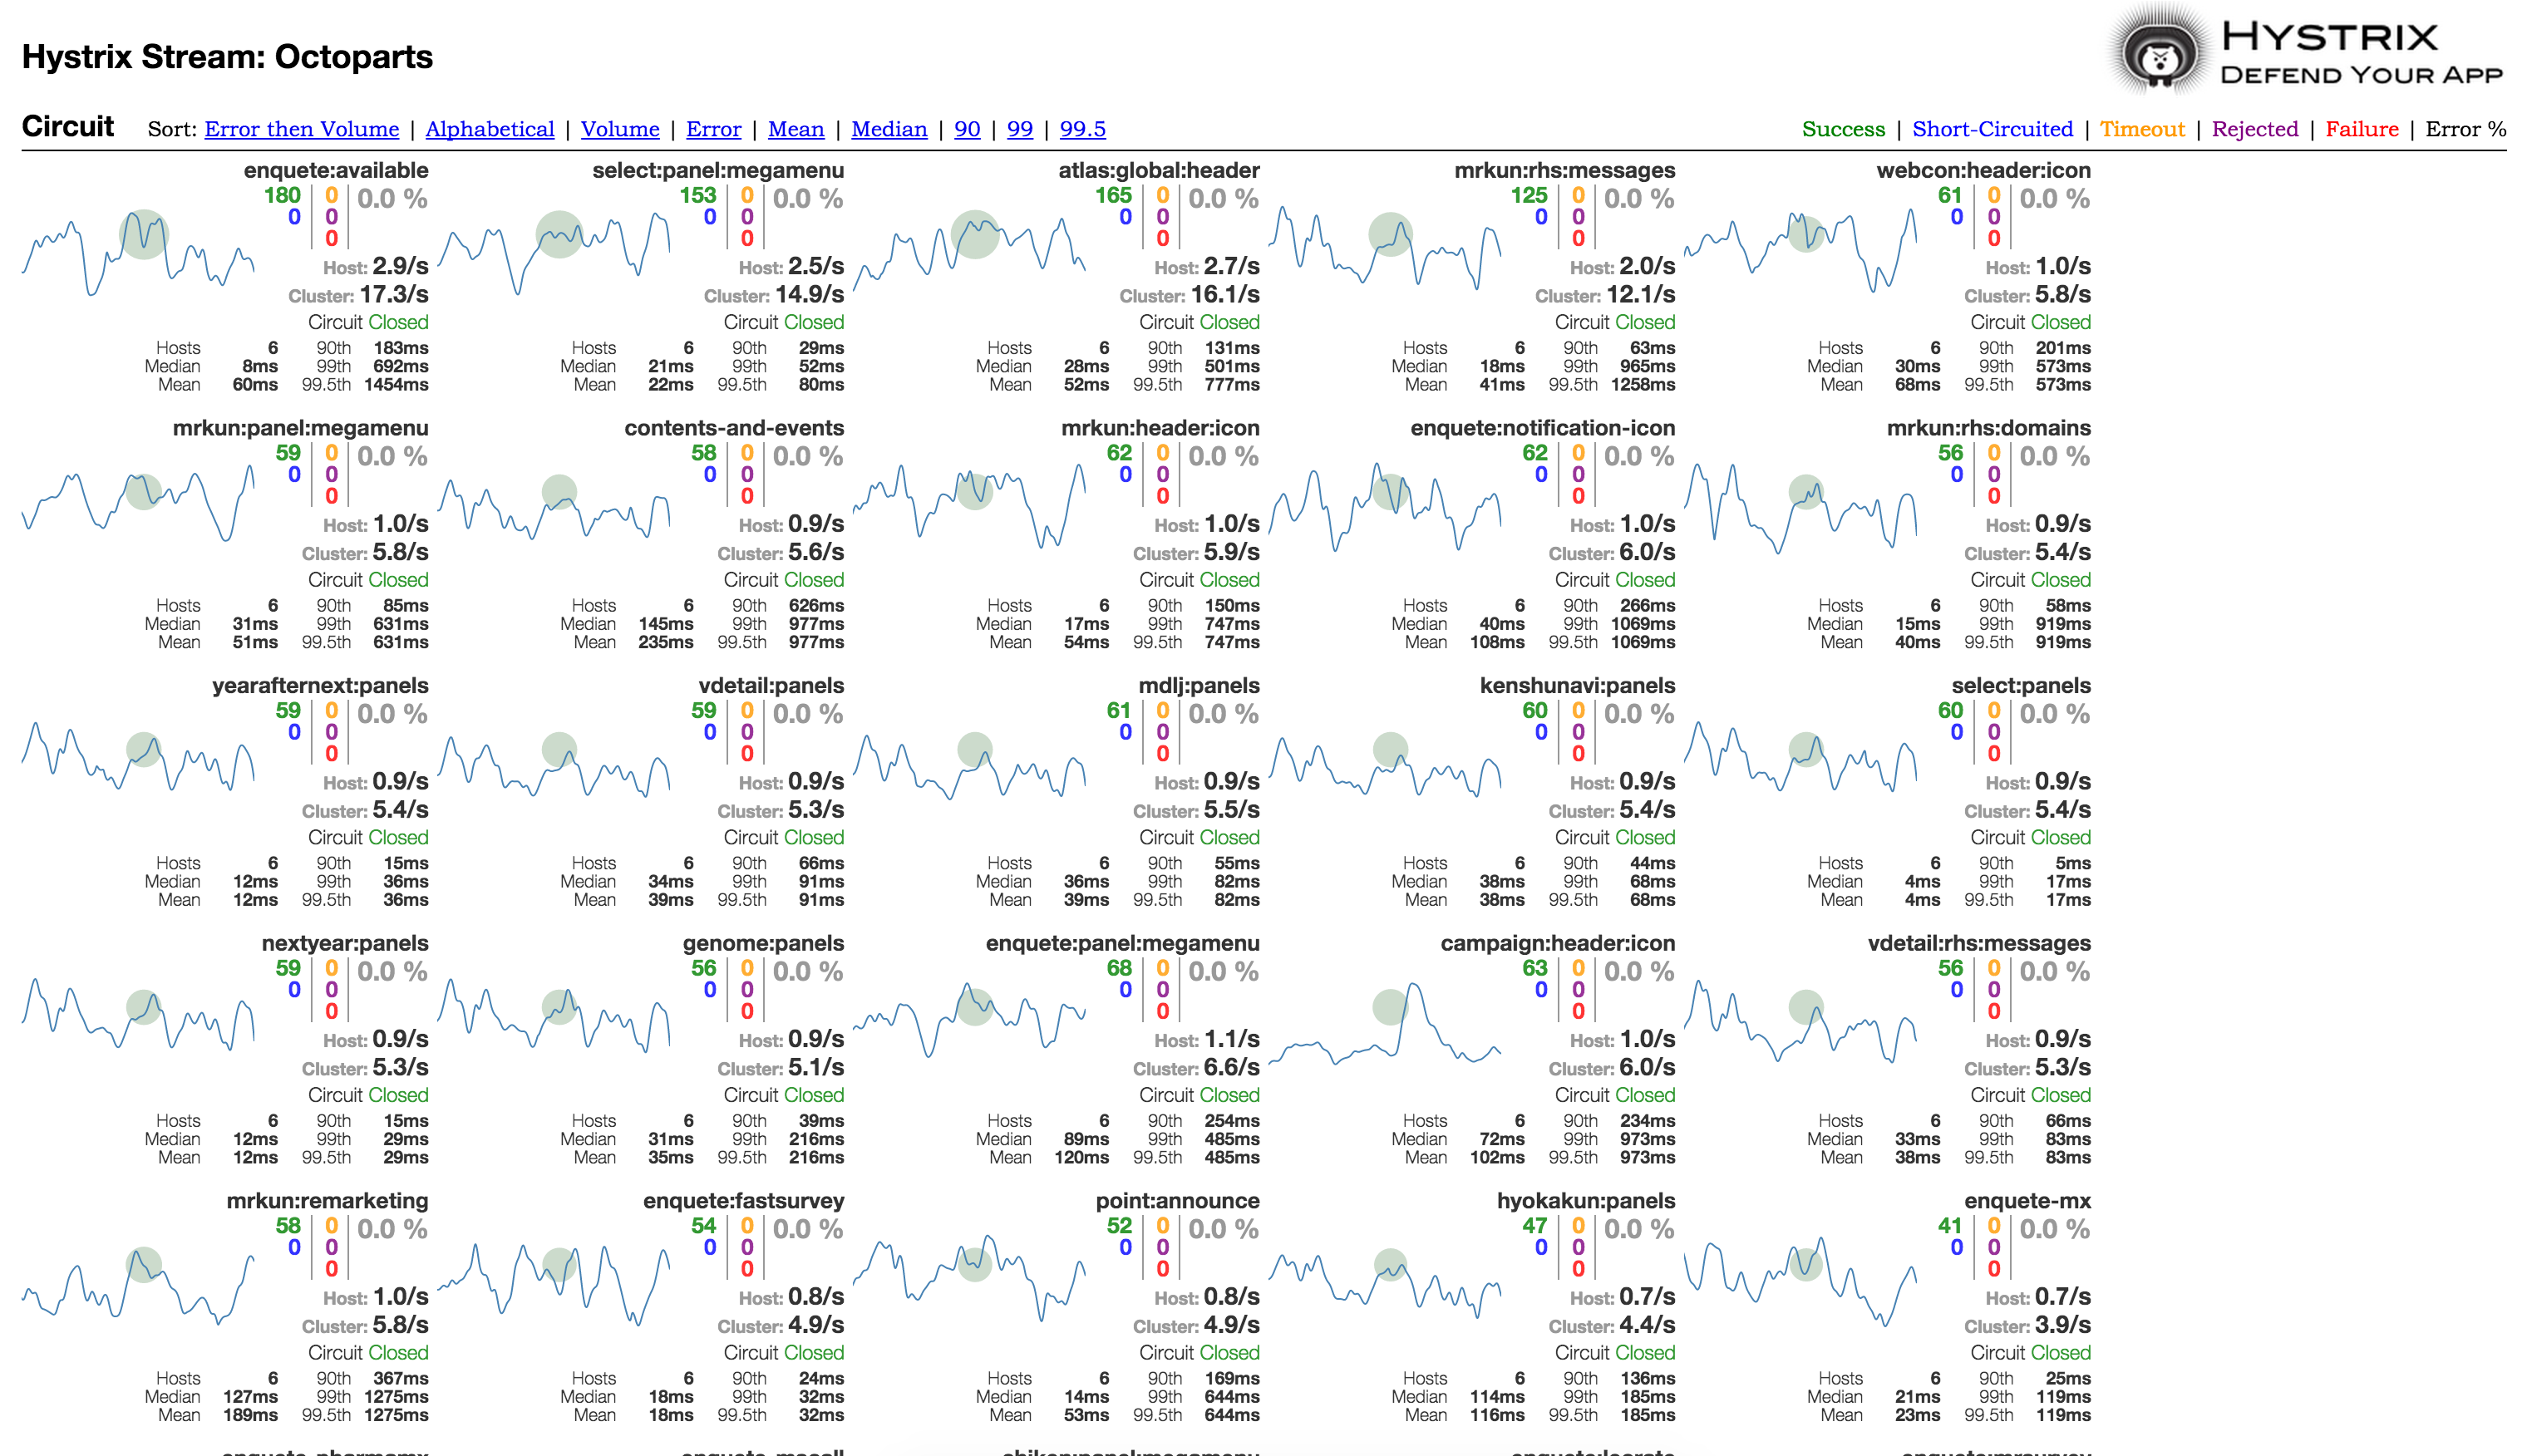 Hystrix Stream: Octoparts
HYSTRIX
DEFEND YOUR APP
Circuit Sort: Error then Volume | Alphabetical | Volume | Error | Mean | Median | 90 | 99 | 99.5
Success | Short-Circuited | Timeout | Rejected | Failure | Error %
enquete:available
180 0 0.0 %
0 0
0
Host: 2.9/s
Cluster: 17.3/s
Circuit Closed
Hosts 6 90th 183ms
Median 8ms 99th 692ms
Mean 60ms 99.5th 1454ms
select:panel:megamenu
153 0 0.0 %
0 0
0
Host: 2.5/s
Cluster: 14.9/s
Circuit Closed
Hosts 6 90th 29ms
Median 21ms 99th 52ms
Mean 22ms 99.5th 80ms
atlas:global:header
165 0 0.0 %
0 0
0
Host: 2.7/s
Cluster: 16.1/s
Circuit Closed
Hosts 6 90th 131ms
Median 28ms 99th 501ms
Mean 52ms 99.5th 777ms
mrkun:rhs:messages
125 0 0.0 %
0 0
0
Host: 2.0/s
Cluster: 12.1/s
Circuit Closed
Hosts 6 90th 63ms
Median 18ms 99th 965ms
Mean 41ms 99.5th 1258ms
webcon:header:icon
61 0 0.0 %
0 0
0
Host: 1.0/s
Cluster: 5.8/s
Circuit Closed
Hosts 6 90th 201ms
Median 30ms 99th 573ms
Mean 68ms 99.5th 573ms
mrkun:panel:megamenu
59 0 0.0 %
0 0
0
Host: 1.0/s
Cluster: 5.8/s
Circuit Closed
Hosts 6 90th 85ms
Median 31ms 99th 631ms
Mean 51ms 99.5th 631ms
contents-and-events
58 0 0.0 %
0 0
0
Host: 0.9/s
Cluster: 5.6/s
Circuit Closed
Hosts 6 90th 626ms
Median 145ms 99th 977ms
Mean 235ms 99.5th 977ms
mrkun:header:icon
62 0 0.0 %
0 0
0
Host: 1.0/s
Cluster: 5.9/s
Circuit Closed
Hosts 6 90th 150ms
Median 17ms 99th 747ms
Mean 54ms 99.5th 747ms
enquete:notification-icon
62 0 0.0 %
0 0
0
Host: 1.0/s
Cluster: 6.0/s
Circuit Closed
Hosts 6 90th 266ms
Median 40ms 99th 1069ms
Mean 108ms 99.5th 1069ms
mrkun:rhs:domains
56 0 0.0 %
0 0
0
Host: 0.9/s
Cluster: 5.4/s
Circuit Closed
Hosts 6 90th 58ms
Median 15ms 99th 919ms
Mean 40ms 99.5th 919ms
yearafternext:panels
59 0 0.0 %
0 0
0
Host: 0.9/s
Cluster: 5.4/s
Circuit Closed
Hosts 6 90th 15ms
Median 12ms 99th 36ms
Mean 12ms 99.5th 36ms
vdetail:panels
59 0 0.0 %
0 0
0
Host: 0.9/s
Cluster: 5.3/s
Circuit Closed
Hosts 6 90th 66ms
Median 34ms 99th 91ms
Mean 39ms 99.5th 91ms
mdlj:panels
61 0 0.0 %
0 0
0
Host: 0.9/s
Cluster: 5.5/s
Circuit Closed
Hosts 6 90th 55ms
Median 36ms 99th 82ms
Mean 39ms 99.5th 82ms
kenshunavi:panels
60 0 0.0 %
0 0
0
Host: 0.9/s
Cluster: 5.4/s
Circuit Closed
Hosts 6 90th 44ms
Median 38ms 99th 68ms
Mean 38ms 99.5th 68ms
select:panels
60 0 0.0 %
0 0
0
Host: 0.9/s
Cluster: 5.4/s
Circuit Closed
Hosts 6 90th 5ms
Median 4ms 99th 17ms
Mean 4ms 99.5th 17ms
nextyear:panels
59 0 0.0 %
0 0
0
Host: 0.9/s
Cluster: 5.3/s
Circuit Closed
Hosts 6 90th 15ms
Median 12ms 99th 29ms
Mean 12ms 99.5th 29ms
genome:panels
56 0 0.0 %
0 0
0
Host: 0.9/s
Cluster: 5.1/s
Circuit Closed
Hosts 6 90th 39ms
Median 31ms 99th 216ms
Mean 35ms 99.5th 216ms
enquete:panel:megamenu
68 0 0.0 %
0 0
0
Host: 1.1/s
Cluster: 6.6/s
Circuit Closed
Hosts 6 90th 254ms
Median 89ms 99th 485ms
Mean 120ms 99.5th 485ms
campaign:header:icon
63 0 0.0 %
0 0
0
Host: 1.0/s
Cluster: 6.0/s
Circuit Closed
Hosts 6 90th 234ms
Median 72ms 99th 973ms
Mean 102ms 99.5th 973ms
vdetail:rhs:messages
56 0 0.0 %
0 0
0
Host: 0.9/s
Cluster: 5.3/s
Circuit Closed
Hosts 6 90th 66ms
Median 33ms 99th 83ms
Mean 38ms 99.5th 83ms
mrkun:remarketing
58 0 0.0 %
0 0
0
Host: 1.0/s
Cluster: 5.8/s
Circuit Closed
Hosts 6 90th 367ms
Median 127ms 99th 1275ms
Mean 189ms 99.5th 1275ms
enquete:fastsurvey
54 0 0.0 %
0 0
0
Host: 0.8/s
Cluster: 4.9/s
Circuit Closed
Hosts 6 90th 24ms
Median 18ms 99th 32ms
Mean 18ms 99.5th 32ms
point:announce
52 0 0.0 %
0 0
0
Host: 0.8/s
Cluster: 4.9/s
Circuit Closed
Hosts 6 90th 169ms
Median 14ms 99th 644ms
Mean 53ms 99.5th 644ms
hyokakun:panels
47 0 0.0 %
0 0
0
Host: 0.7/s
Cluster: 4.4/s
Circuit Closed
Hosts 6 90th 136ms
Median 114ms 99th 185ms
Mean 116ms 99.5th 185ms
enquete-mx
41 0 0.0 %
0 0
0
Host: 0.7/s
Cluster: 3.9/s
Circuit Closed
Hosts 6 90th 25ms
Median 21ms 99th 119ms
Mean 23ms 99.5th 119ms